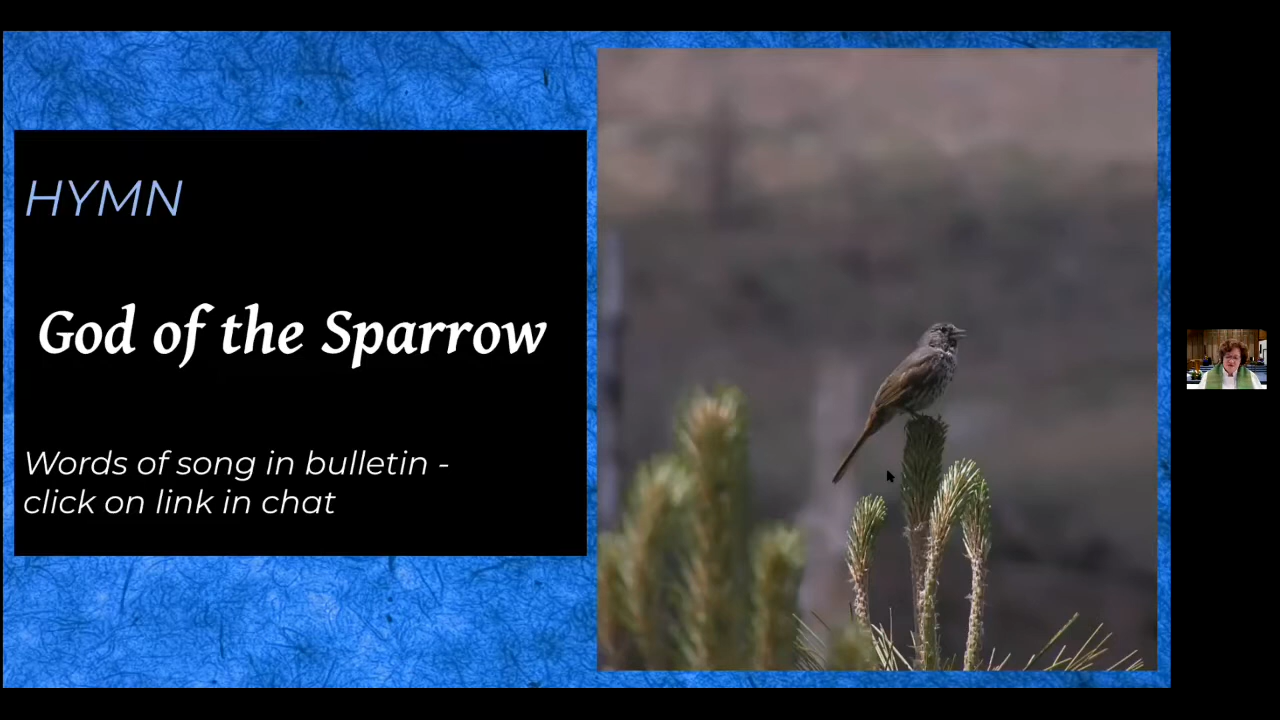 HYMN
God of the Sparrow
Words of song in bulletin -
click on link in chat